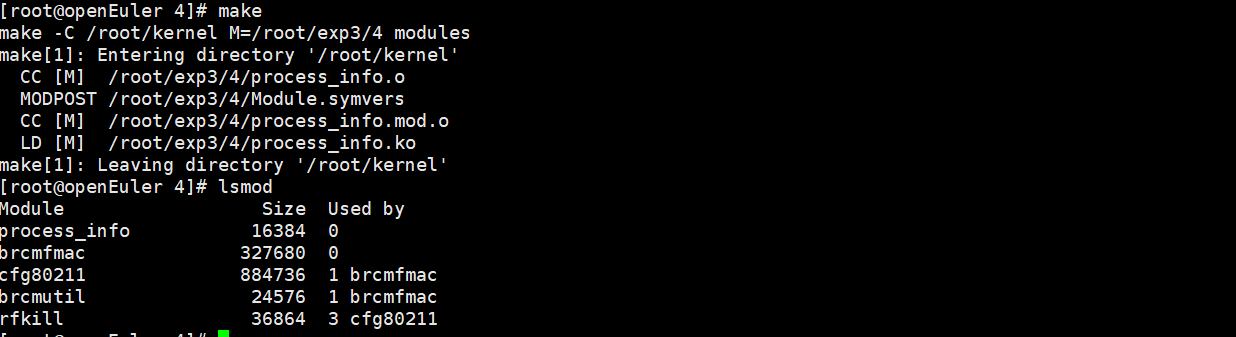 [root@openEuler 4]# make
make -C /root/kernel M=/root/exp3/4 modules
make[1]: Entering directory '/root/kernel'
  CC [M]  /root/exp3/4/process_info.o
  MODPOST /root/exp3/4/Module.symvers
  CC [M]  /root/exp3/4/process_info.mod.o
  LD [M]  /root/exp3/4/process_info.ko
make[1]: Leaving directory '/root/kernel'
[root@openEuler 4]# lsmod
Module                  Size  Used by
process_info           16384  0
brcmfmac              327680  0
cfg80211              884736  1 brcmfmac
brcmutil               24576  1 brcmfmac
rfkill                 36864  3 cfg80211
[root@openEuler 4]#